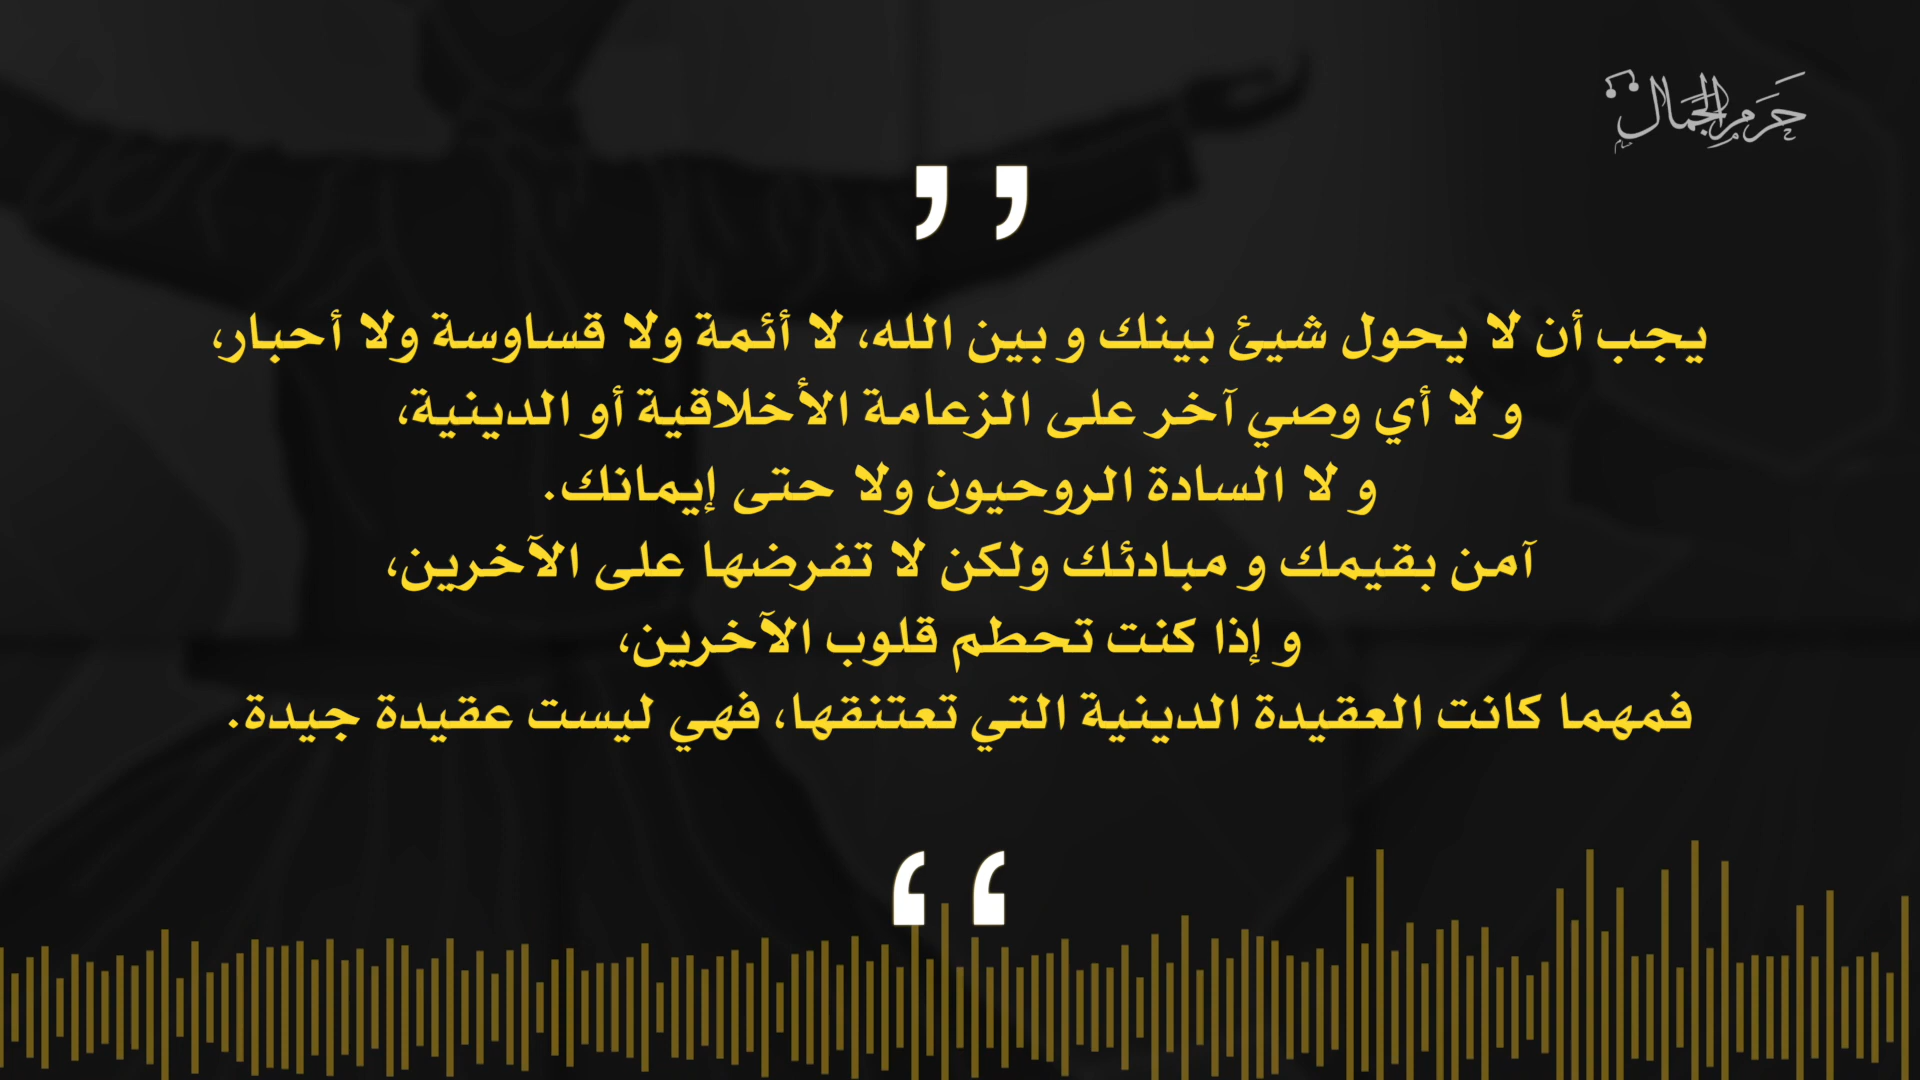 حرم الجمال
يجب أن لا يحول شيئ بينك و بين الله، لا أئمة ولا قساوسة ولا أحبار،
و لا أي وصي آخر على الزعامة الأخلاقية أو الدينية،
و لا السادة الروحيون ولا حتى إيمانك.
آمن بقيمك و مبادئك ولكن لا تفرضها على الآخرين،
و إذا كنت تحطم قلوب الآخرين،
فمهما كانت العقيدة الدينية التي تعتنقها، فهي ليست عقيدة جيدة.